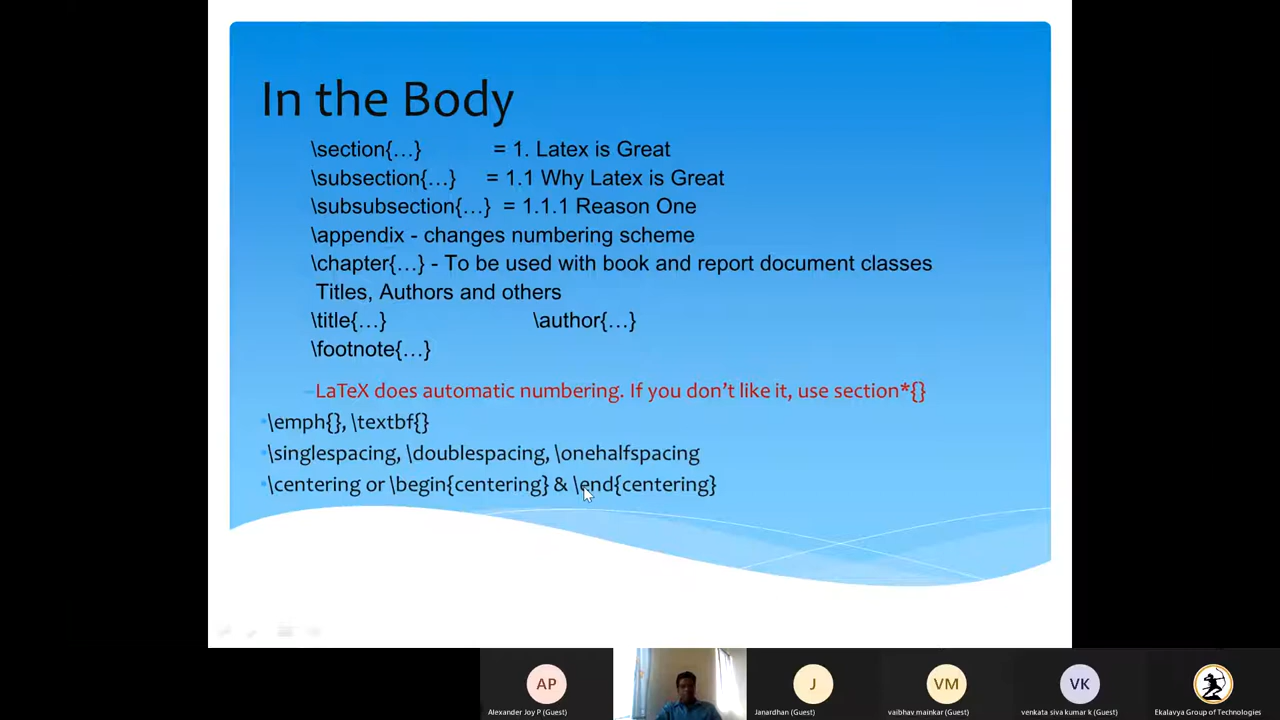 In the Body
\section{…} = 1. Latex is Great
\subsection{…} = 1.1 Why Latex is Great
\subsubsection{…} = 1.1.1 Reason One
\appendix - changes numbering scheme
\chapter{…} - To be used with book and report document classes
Titles, Authors and others
\title{…} \author{…}
\footnote{…}
–LaTeX does automatic numbering. If you don’t like it, use section*{}
•\emph{}, \textbf{}
•\singlespacing, \doublespacing, \onehalfspacing
•\centering or \begin{centering} & \end{centering}
AP J VM VK
Alexander Joy P (Guest) Janardhan (Guest) vaibhav.mainkar (Guest) venkata siva kumar k (Guest) Ekalavya Group of Technologies